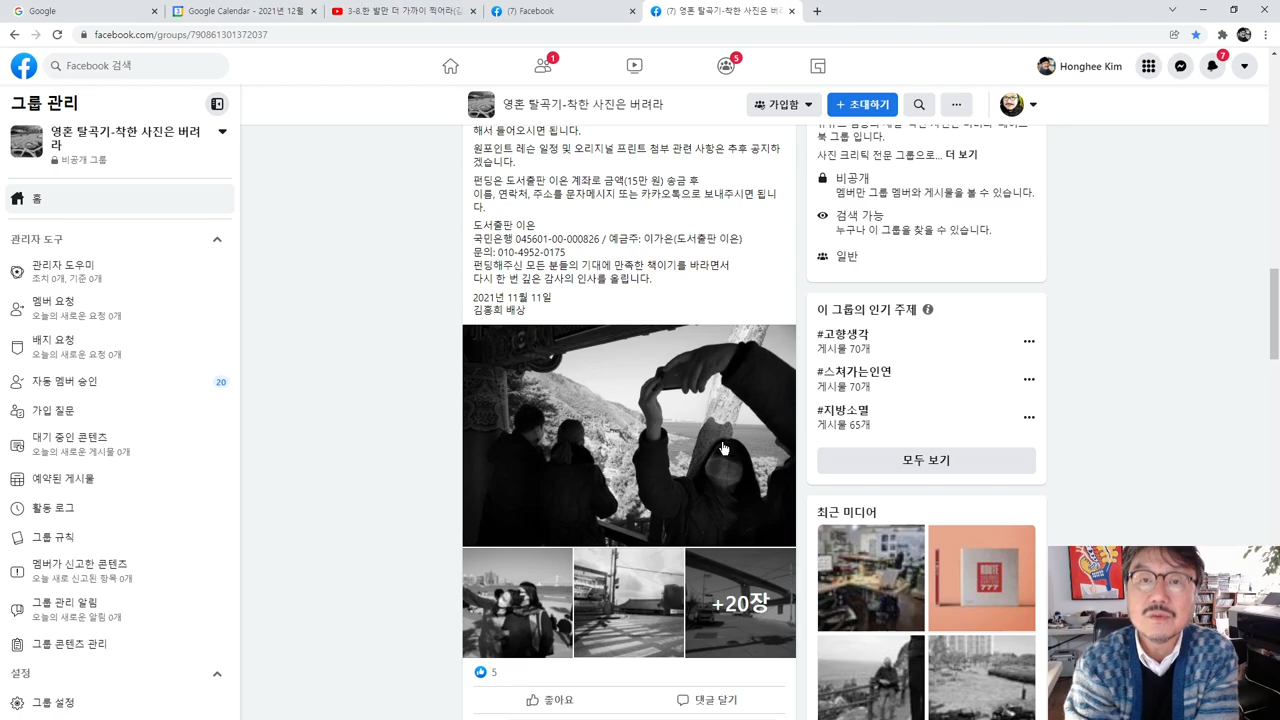 Google
Google Calendar - 2021년 12월
3-8.한 발만 더 가까이 찍어라(김
(7) Facebook
(7) 영혼 탈곡기-착한 사진은 버
facebook.com/groups/790861301372037
Facebook 검색
1
5
Honghee Kim
7
그룹 관리
영혼 탈곡기-착한 사진은 버려
라
비공개 그룹
홈
관리자 도구
관리자 도우미
조치 0개, 기준 0개
멤버 요청
오늘의 새로운 요청 0개
배지 요청
오늘의 새로운 요청 0개
자동 멤버 승인
20
가입 질문
대기 중인 콘텐츠
오늘의 새로운 게시물 0개
예약된 게시물
활동 로그
그룹 규칙
멤버가 신고한 콘텐츠
오늘 새로 신고된 항목 0개
그룹 관리 알림
오늘의 새로운 알림 0개
그룹 콘텐츠 관리
설정
그룹 설정
영혼 탈곡기-착한 사진은 버려라
가입함
+ 초대하기
해서 들어오시면 됩니다.
원포인트 레슨 일정 및 오리지널 프린트 첨부 관련 사항은 추후 공지하
겠습니다.
펀딩은 도서출판 이은 계좌로 금액(15만 원) 송금 후
이름, 연락처, 주소를 문자메시지 또는 카카오톡으로 보내주시면 됩니
다.
도서출판 이은
국민은행 045601-00-000826 / 예금주: 이가은(도서출판 이은)
문의: 010-4952-0175
펀딩해주신 모든 분들의 기대에 만족한 책이기를 바라면서
다시 한 번 깊은 감사의 인사를 올립니다.
2021년 11월 11일
김홍희 배상
+20장
5
좋아요
댓글 달기
북 그룹 입니다.
사진 크리틱 전문 그룹으로... 더 보기
비공개
멤버만 그룹 멤버와 게시물을 볼 수 있습니다.
검색 가능
누구나 이 그룹을 찾을 수 있습니다.
일반
이 그룹의 인기 주제
#고향생각
게시물 70개
#스쳐가는인연
게시물 70개
#지방소멸
게시물 65개
모두 보기
최근 미디어
ROUTE
777